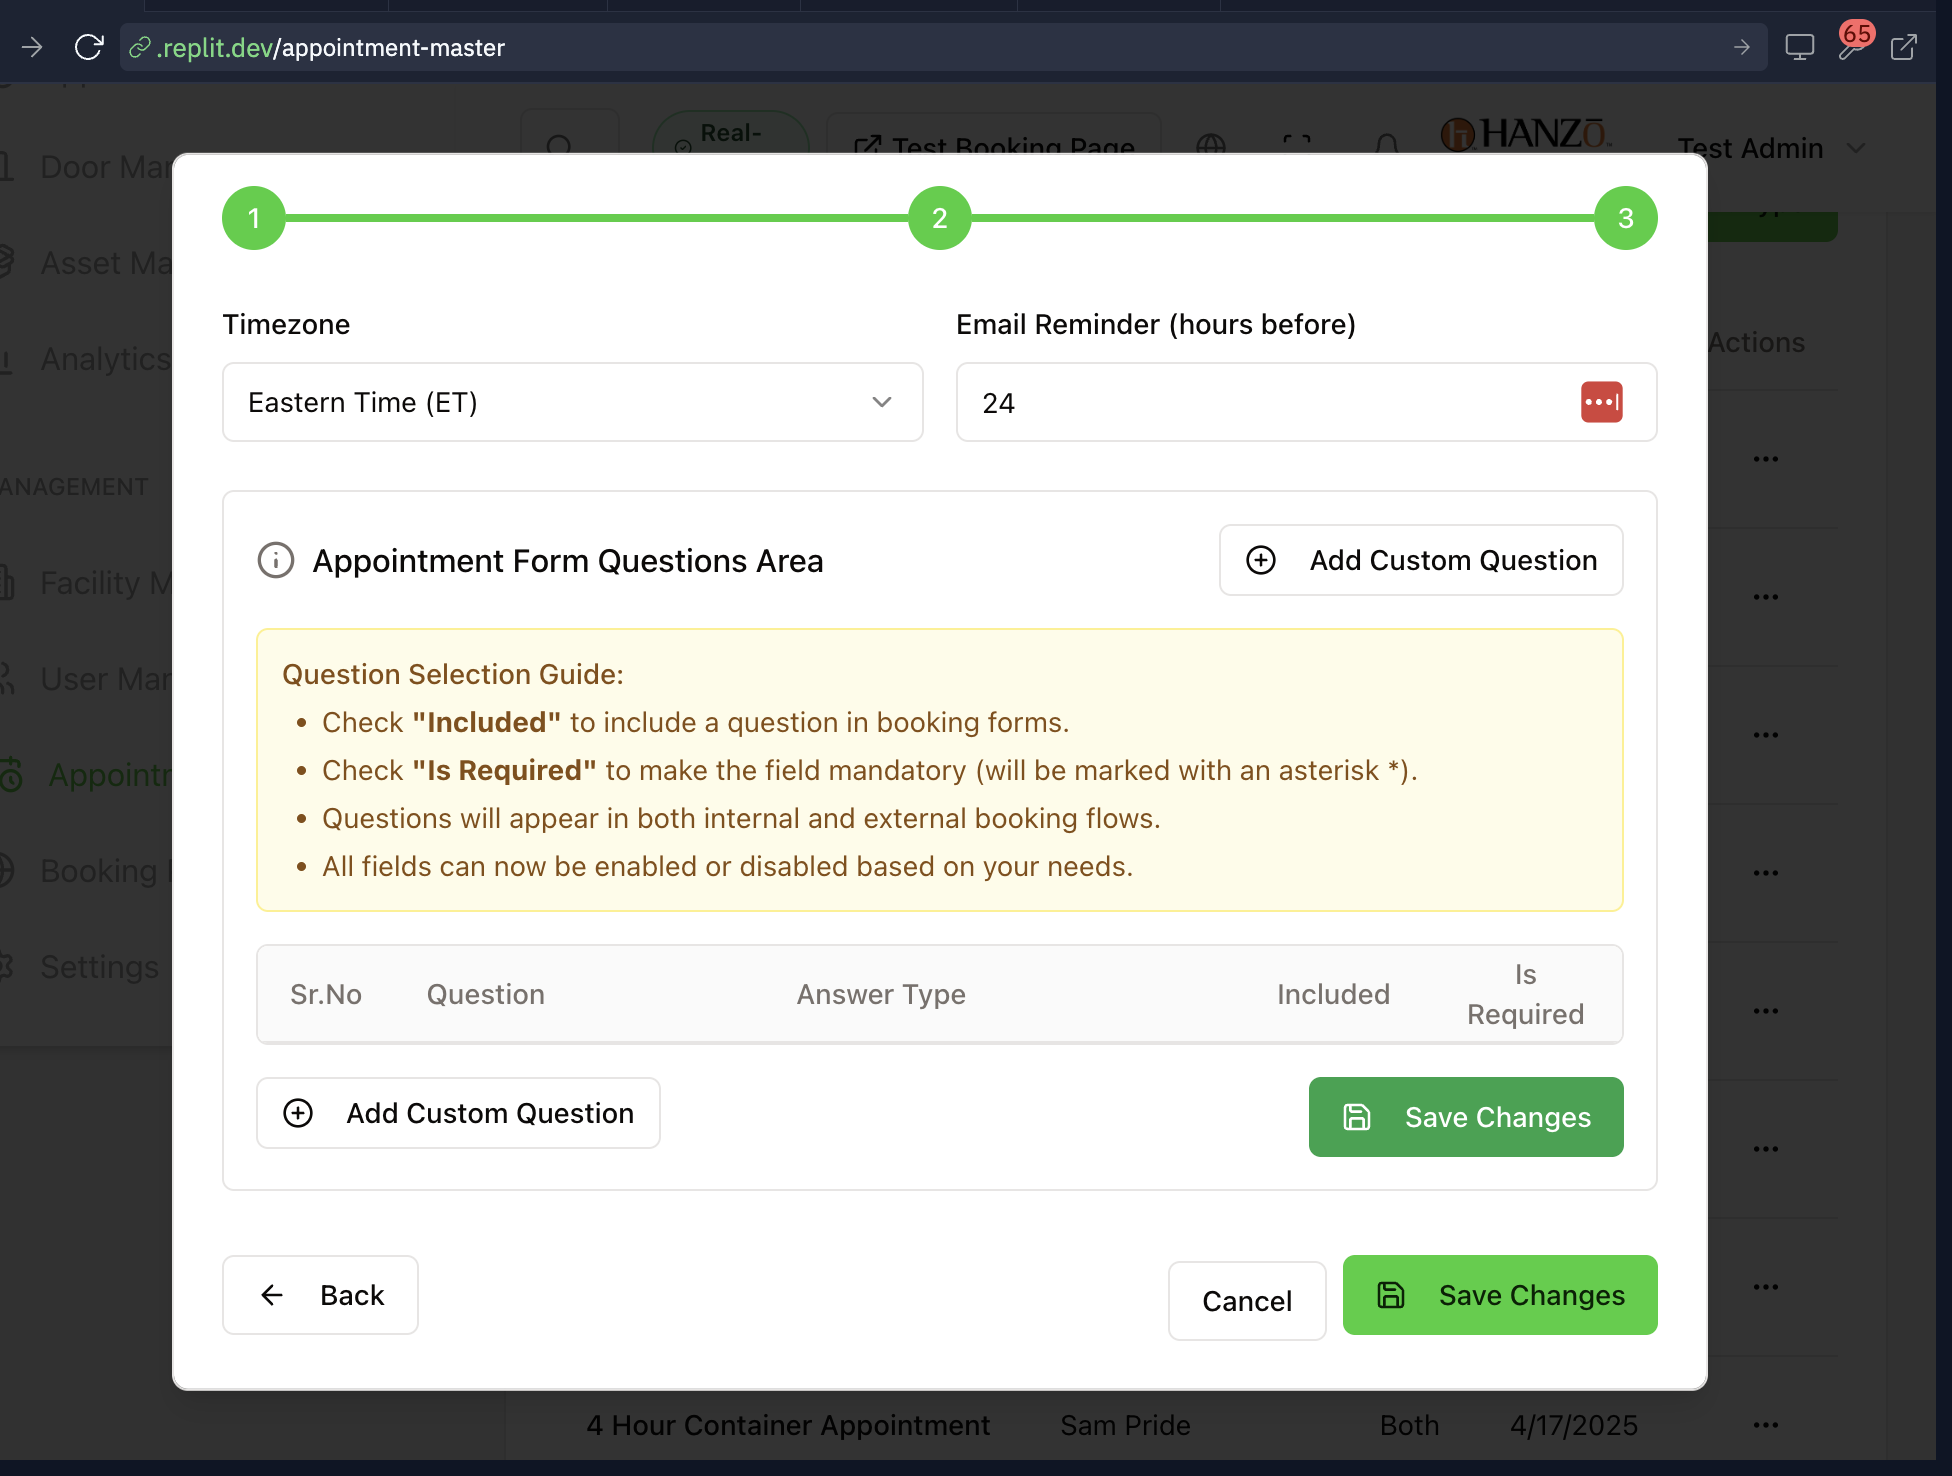 .replit.dev/appointment-master
65
Real-
Test Booking Page
HANZŌ
Test Admin
Door Mar
Asset Ma
Analytics
ANAGEMENT
Facility M
User Mar
Appointm
Booking
Settings
1
2
3
Timezone
Email Reminder (hours before)
Eastern Time (ET)
24
Actions
Appointment Form Questions Area
Add Custom Question
Question Selection Guide:
• Check "Included" to include a question in booking forms.
• Check "Is Required" to make the field mandatory (will be marked with an asterisk *).
• Questions will appear in both internal and external booking flows.
• All fields can now be enabled or disabled based on your needs.
Sr.No Question Answer Type Included Is Required
Add Custom Question
Save Changes
Back
Cancel
Save Changes
4 Hour Container Appointment Sam Pride Both 4/17/2025